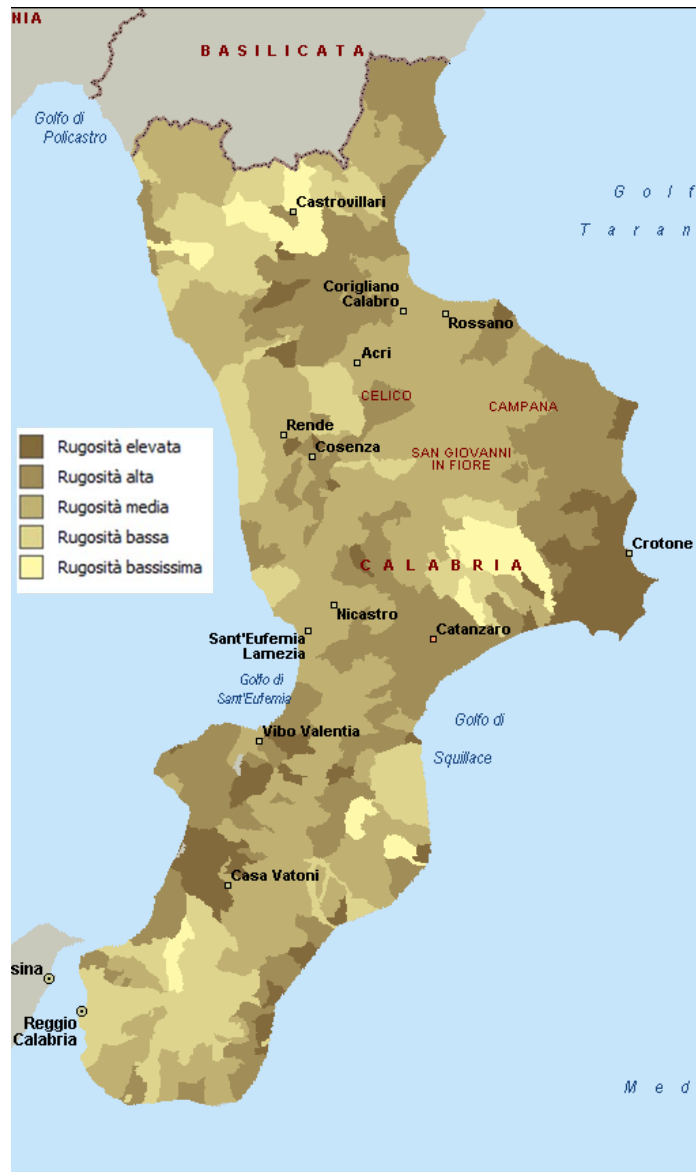 NIA
BASILICATA
Golfo di
Policastro
Castrovillari
Golf
Taran
Corigliano
Calabro
Rossano
Acri
CELICO
CAMPANA
Rende
Cosenza
SAN GIOVANNI
IN FIORE
Rugosità elevata
Rugosità alta
Rugosità media
Rugosità bassa
Rugosità bassissima
Crotone
CALABRIA
Nicastro
Sant'Eufemia
Lamezia
Catanzaro
Golfo di
Sant'Eufemia
Golfo di
Squillace
Vibo Valentia
Casa Vatoni
sina
Reggio
Calabria
Med